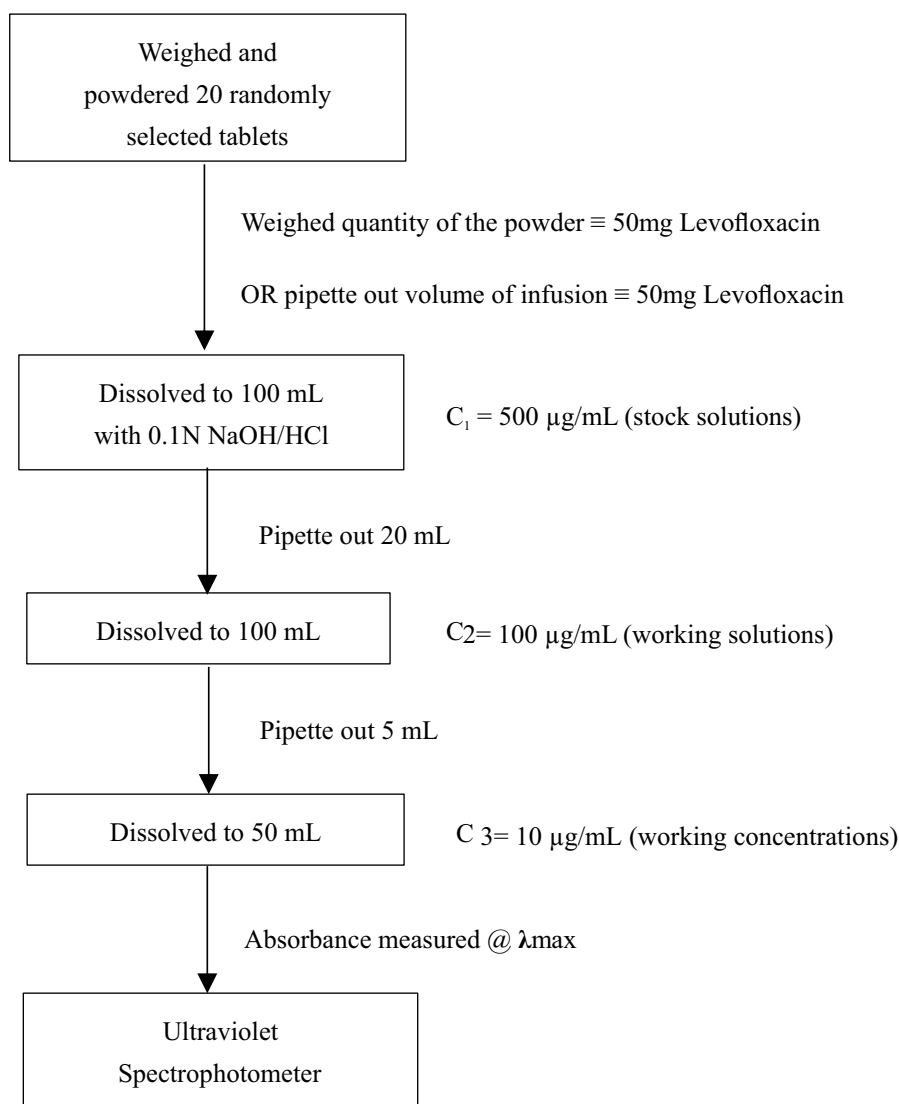 Weighed and
powdered 20 randomly
selected tablets
Weighed quantity of the powder ≡ 50mg Levofloxacin
OR pipette out volume of infusion ≡ 50mg Levofloxacin
Dissolved to 100 mL
with 0.1N NaOH/HCl
C₁ = 500 µg/mL (stock solutions)
Pipette out 20 mL
Dissolved to 100 mL
C2= 100 µg/mL (working solutions)
Pipette out 5 mL
Dissolved to 50 mL
C 3= 10 µg/mL (working concentrations)
Absorbance measured @ λmax
Ultraviolet
Spectrophotometer